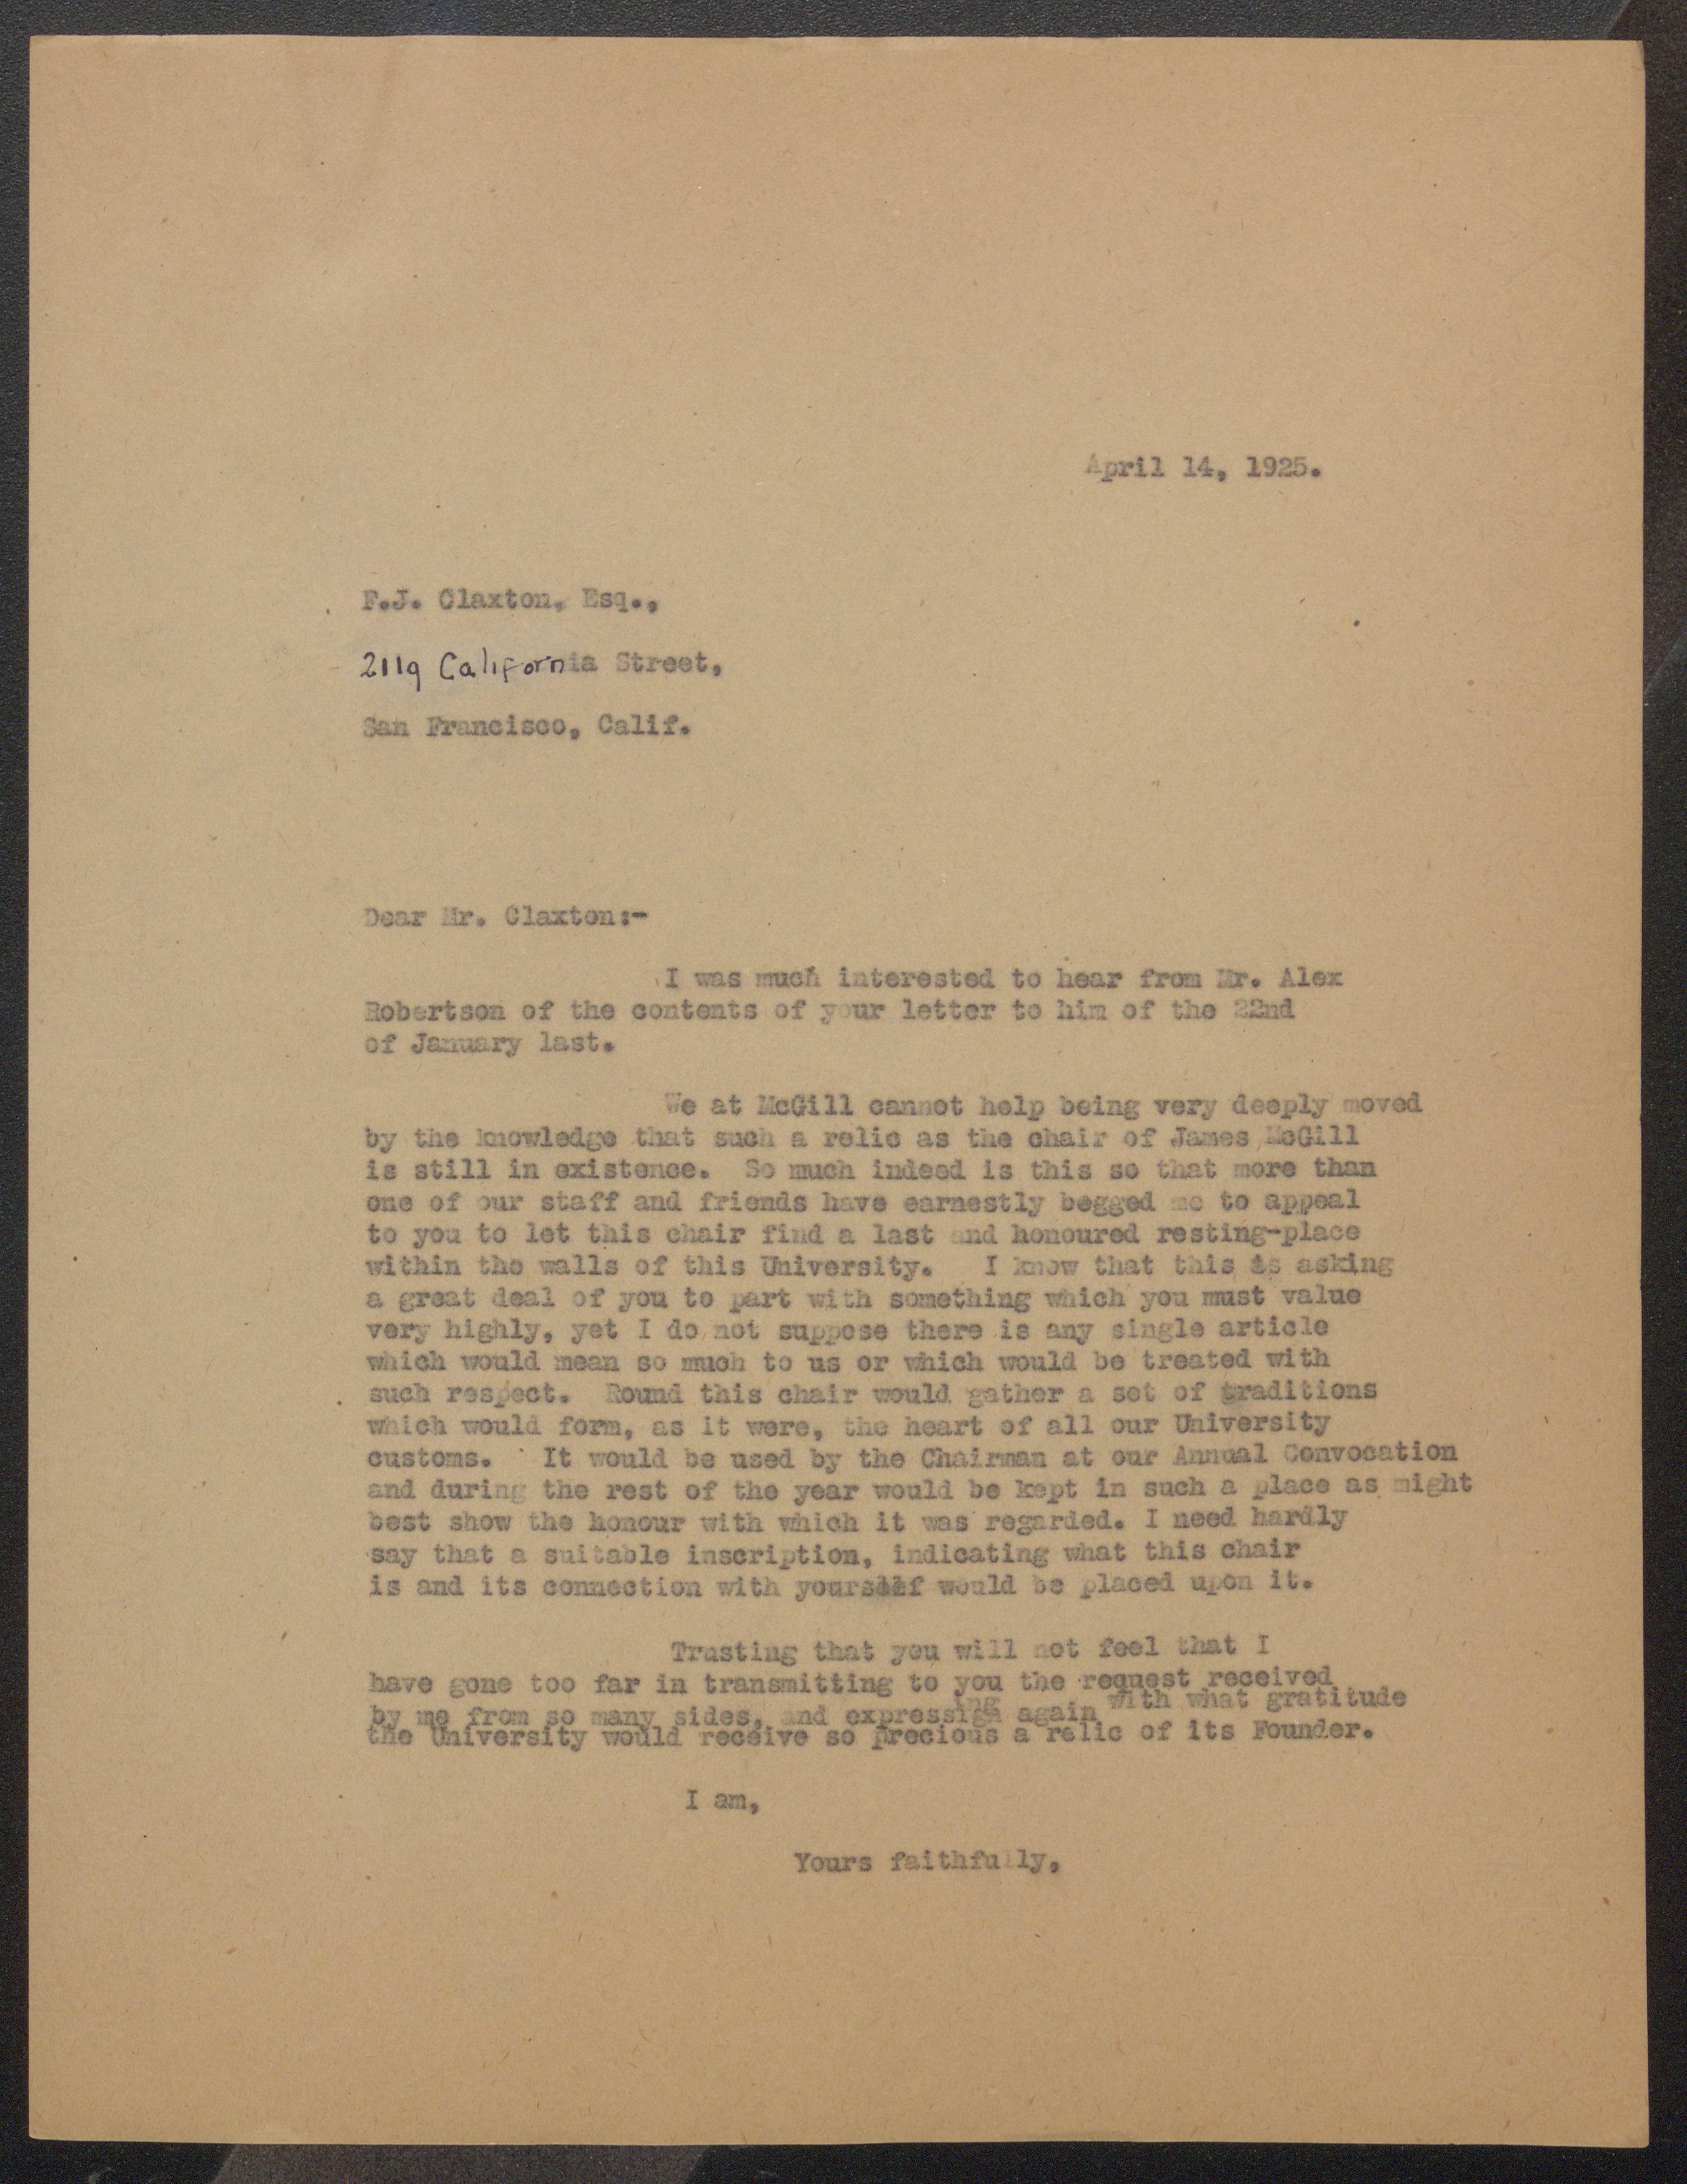 April 14, 1925.
F.J. Claxton, Esq.,
2119 California Street,
San Francisco, Calif.
Dear Mr. Claxton:-
I was much interested to hear from Mr. Alex
Robertson of the contents of your letter to him of the 22nd
of January last.
We at McGill cannot help being very deeply moved
by the knowledge that such a relic as the chair of James McGill
is still in existence. So much indeed is this so that more than
one of our staff and friends have earnestly begged me to appeal
to you to let this chair find a last and honoured resting-place
within the walls of this University. I know that this is asking
a great deal of you to part with something which you must value
very highly, yet I do not suppose there is any single article
which would mean so much to us or which would be treated with
such respect. Round this chair would gather a set of traditions
which would form, as it were, the heart of all our University
customs. It would be used by the Chairman at our Annual Convocation
and during the rest of the year would be kept in such a place as might
best show the honour with which it was regarded. I need hardly
say that a suitable inscription, indicating what this chair
is and its connection with yourself would be placed upon it.
Trusting that you will not feel that I
have gone too far in transmitting to you the request received
by me from so many sides, and expressing again with what gratitude
the University would receive so precious a relic of its Founder.
I am,
Yours faithfully,